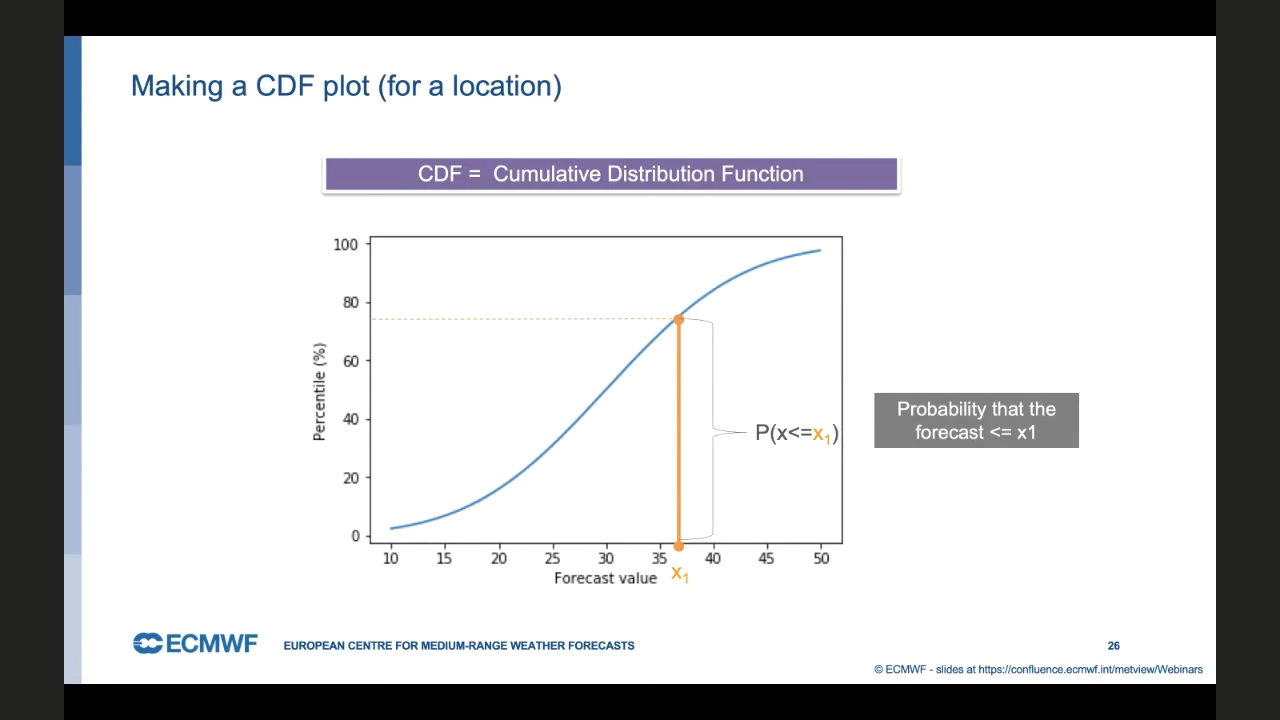 Making a CDF plot (for a location)
CDF = Cumulative Distribution Function
100
80
60
40
20
0
Percentile (%)
10 15 20 25 30 35 40 45 50
Forecast value
x1
P(x<=x1)
Probability that the
forecast <= x1
ECMWF
EUROPEAN CENTRE FOR MEDIUM-RANGE WEATHER FORECASTS
26
© ECMWF - slides at https://confluence.ecmwf.int/metview/Webinars